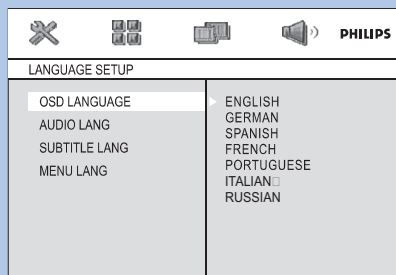 PHILIPS
LANGUAGE SETUP
OSD LANGUAGE
AUDIO LANG
SUBTITLE LANG
MENU LANG
ENGLISH
GERMAN
SPANISH
FRENCH
PORTUGUESE
ITALIAN□
RUSSIAN